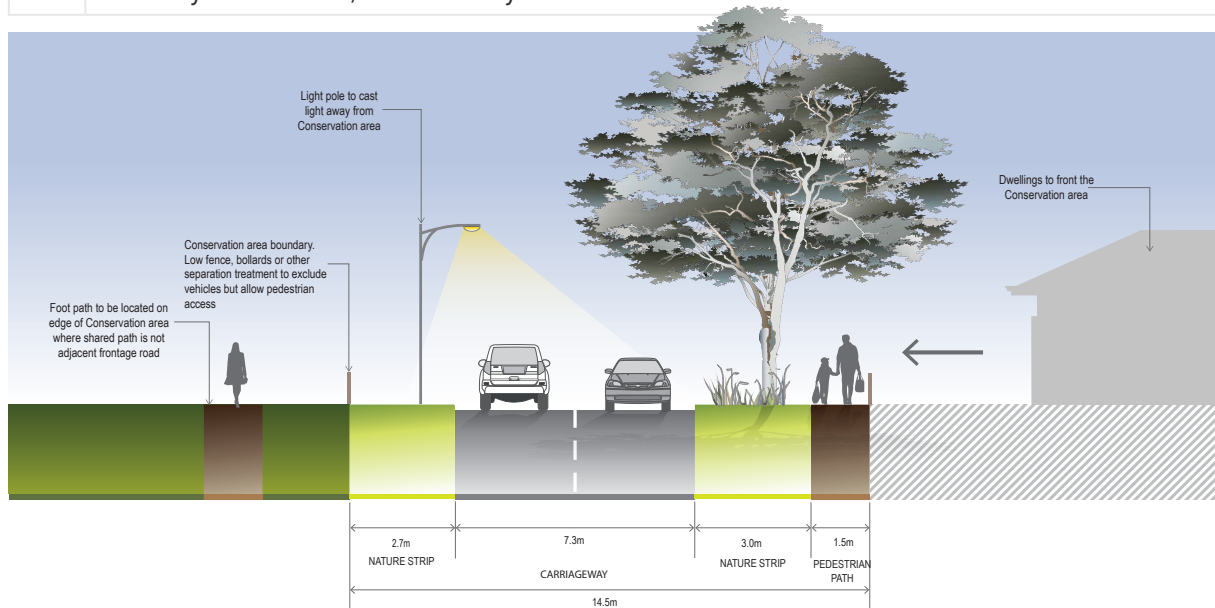 Light pole to cast
light away from
Conservation area
Dwellings to front the
Conservation area
Conservation area boundary.
Low fence, bollards or other
separation treatment to exclude
vehicles but allow pedestrian
access
Foot path to be located on
edge of Conservation area
where shared path is not
adjacent frontage road
2.7m
NATURE STRIP
7.3m
CARRIAGEWAY
3.0m
NATURE STRIP
1.5m
PEDESTRIAN
PATH
14.5m